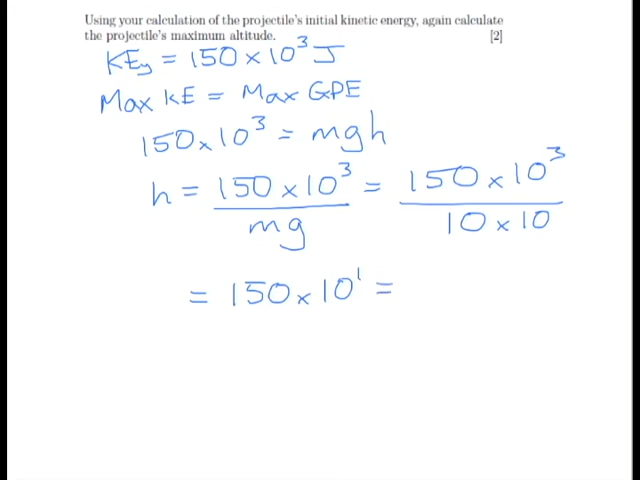 Using your calculation of the projectile's initial kinetic energy, again calculate
the projectile's maximum altitude. [2]
KEy = 150 × 10³ J
Max KE = Max GPE
150 × 10³ = mgh
h = 150 × 10³ / mg = 150 × 10³ / 10 × 10
= 150 × 10¹ =